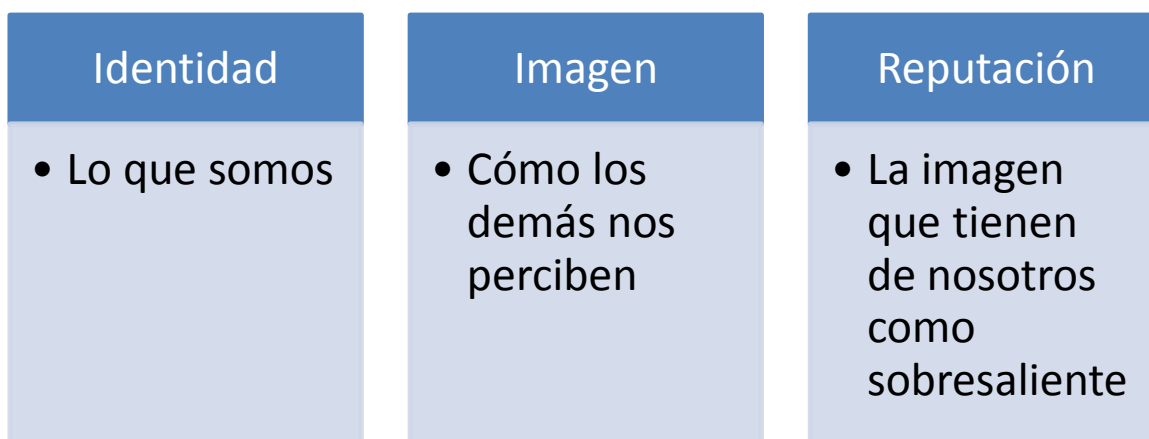 Identidad
• Lo que somos
Imagen
• Cómo los
demás nos
perciben
Reputación
• La imagen
que tienen
de nosotros
como
sobresaliente